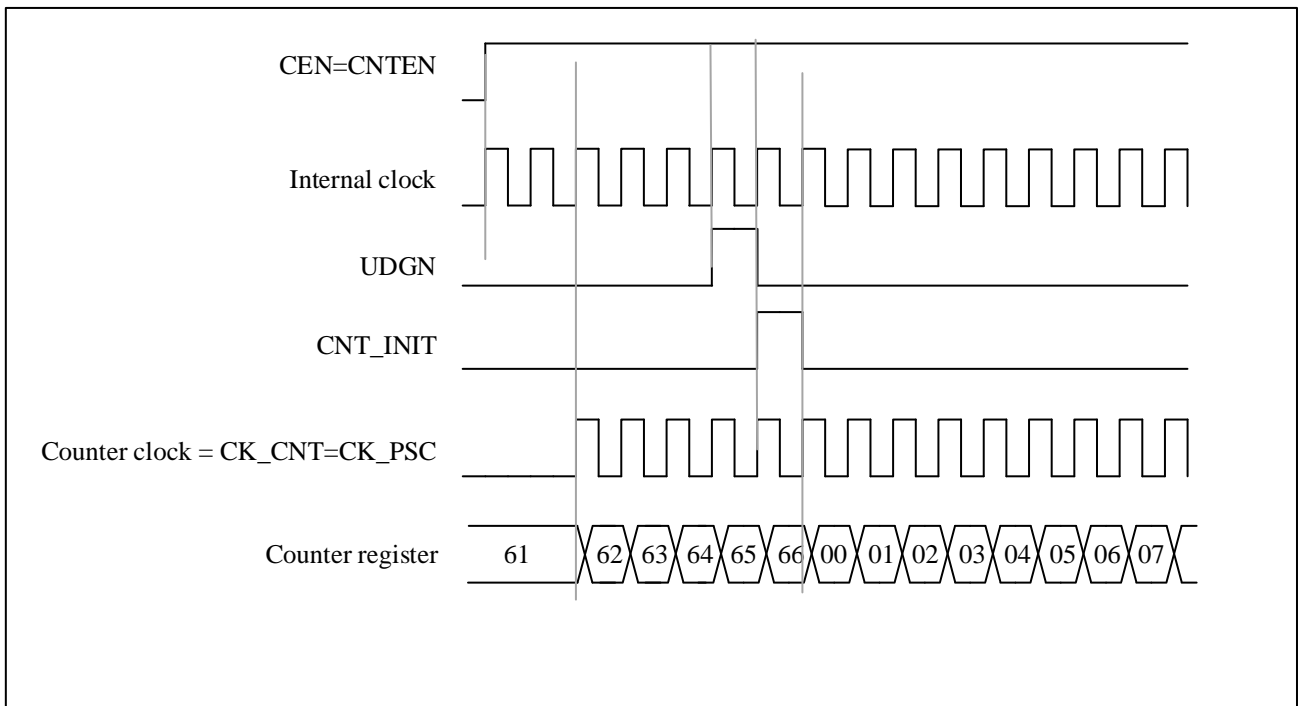 CEN=CNTEN
Internal clock
UDGN
CNT_INIT
Counter clock = CK_CNT=CK_PSC
Counter register 61 62 63 64 65 66 00 01 02 03 04 05 06 07